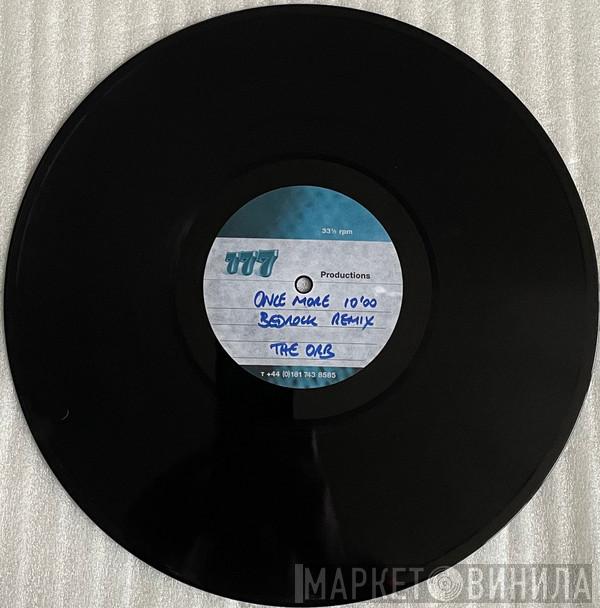 33⅓ rpm
777
Productions
ONCE MORE 10'00
BEDROCK REMIX
THE ORB
T +44 (0)181 743 8585
МАРКЕТ ВИНИЛА